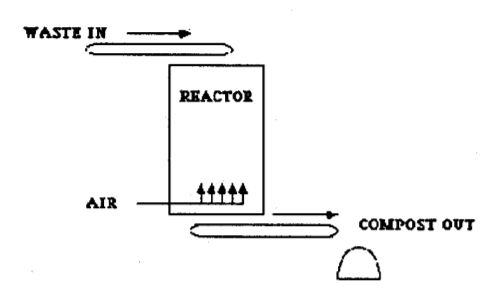 WASTE IN
REACTOR
AIR
COMPOST OUT